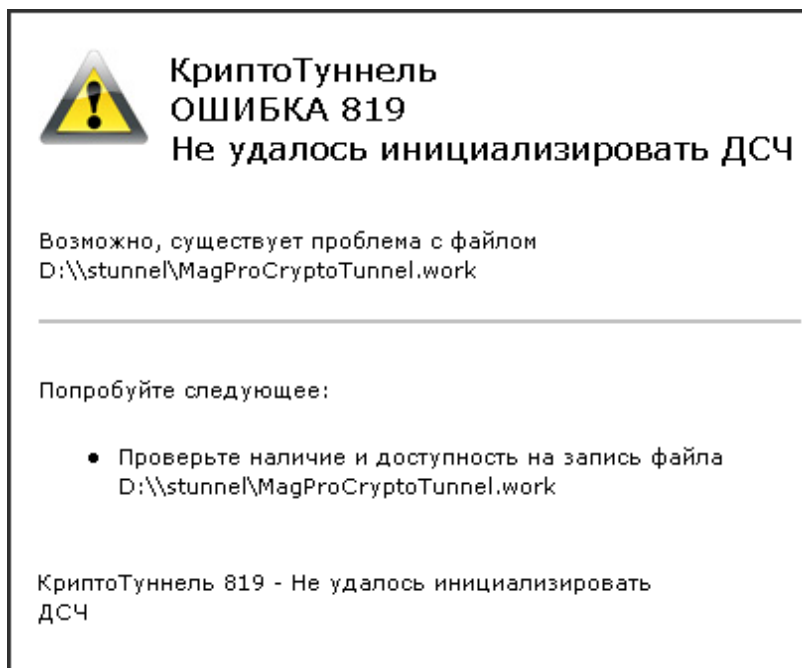 КриптоТуннель
ОШИБКА 819
Не удалось инициализировать ДСЧ
Возможно, существует проблема с файлом
D:\\stunnel\MagProCryptoTunnel.work
Попробуйте следующее:
• Проверьте наличие и доступность на запись файла
D:\\stunnel\MagProCryptoTunnel.work
КриптоТуннель 819 - Не удалось инициализировать
ДСЧ